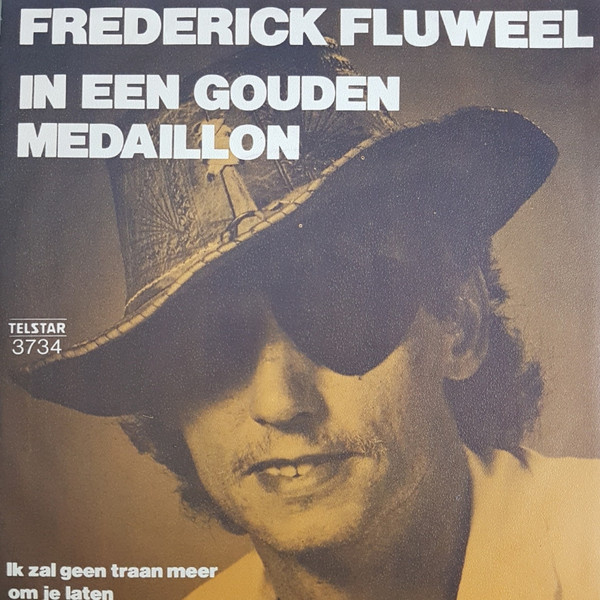 FREDERICK FLUWEEL
IN EEN GOUDEN
MEDAILLON
TELSTAR
3734
Ik zal geen traan meer
om je laten